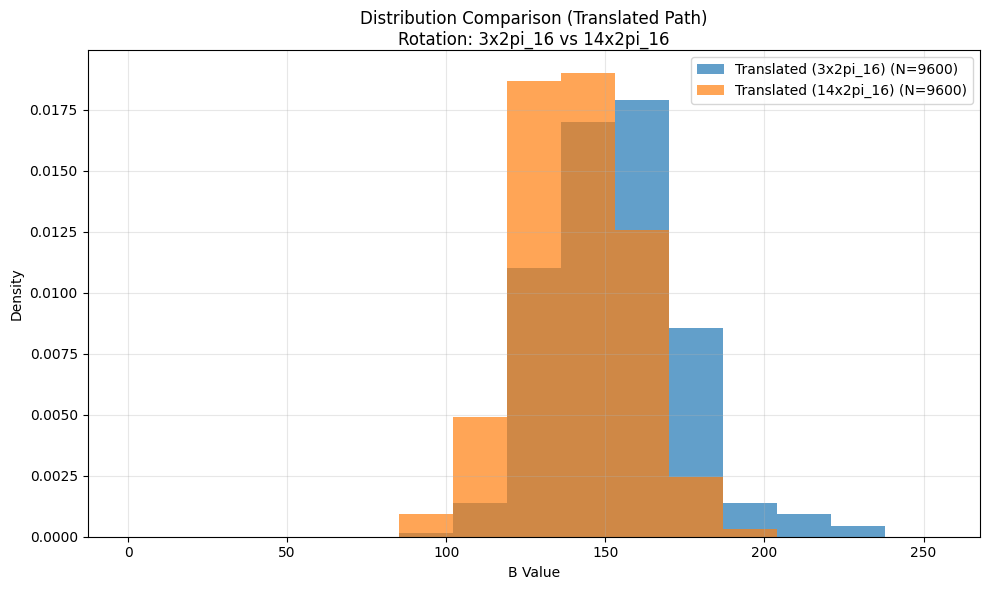 Distribution Comparison (Translated Path)
Rotation: 3x2pi_16 vs 14x2pi_16
Translated (3x2pi_16) (N=9600)
Translated (14x2pi_16) (N=9600)
Density
0.0175
0.0150
0.0125
0.0100
0.0075
0.0050
0.0025
0.0000
0 50 100 150 200 250
B Value